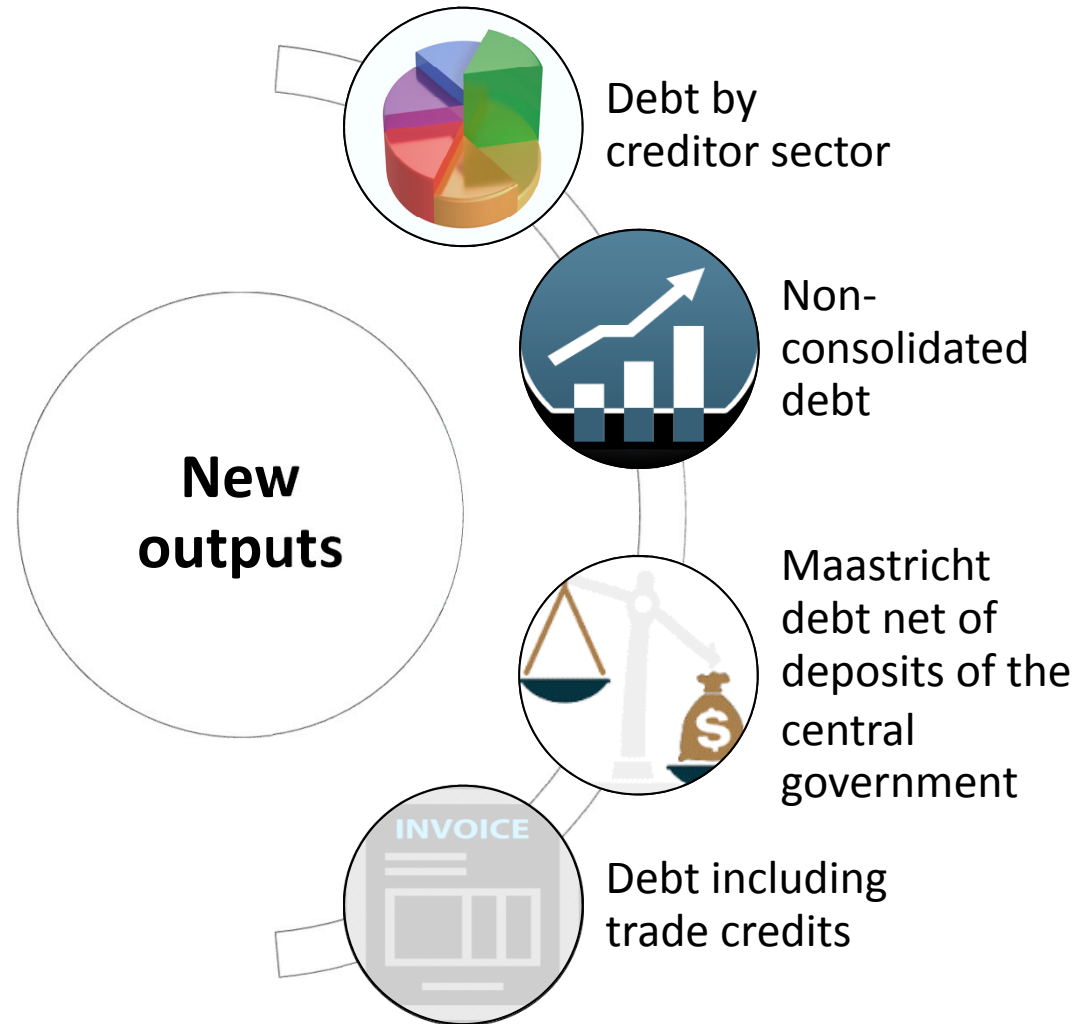 New
outputs
Debt by
creditor sector
Non-
consolidated
debt
Maastricht
debt net of
deposits of the
central
government
$
INVOICE
Debt including
trade credits